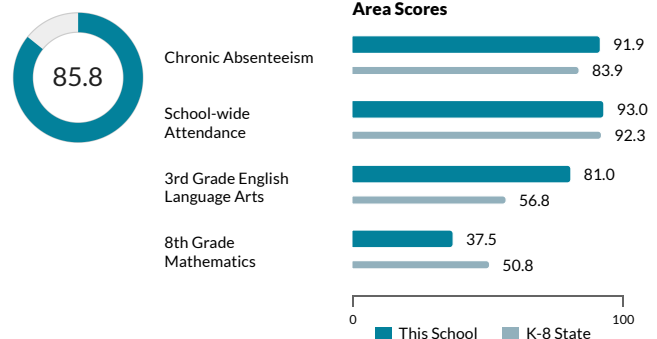 Area Scores
85.8
Chronic Absenteeism
91.9
83.9
School-wide
Attendance
93.0
92.3
3rd Grade English
Language Arts
81.0
56.8
8th Grade
Mathematics
37.5
50.8
0 100
This School K-8 State